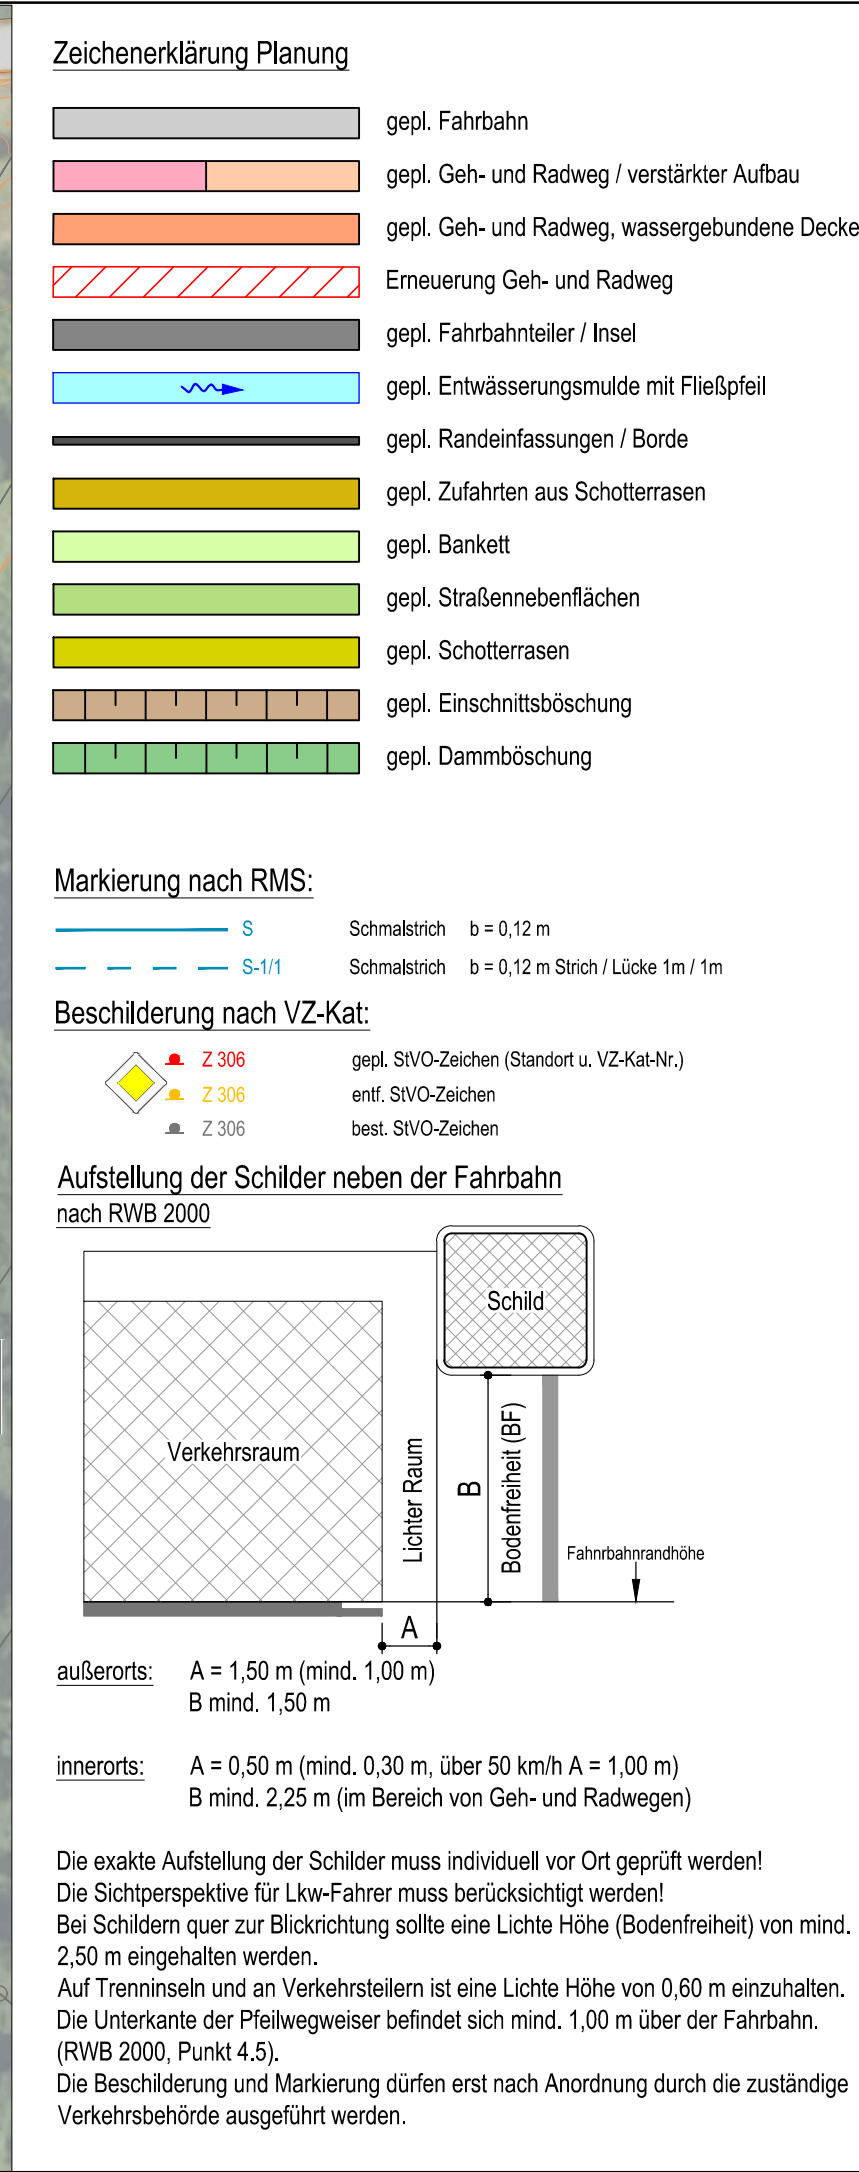 Zeichenerklärung Planung
gepl. Fahrbahn
gepl. Geh- und Radweg / verstärkter Aufbau
gepl. Geh- und Radweg, wassergebundene Decke
Erneuerung Geh- und Radweg
gepl. Fahrbahnteiler / Insel
gepl. Entwässerungsmulde mit Fließpfeil
gepl. Randeinfassungen / Borde
gepl. Zufahrten aus Schotterrasen
gepl. Bankett
gepl. Straßennebenflächen
gepl. Schotterrasen
gepl. Einschnittsböschung
gepl. Dammböschung
Markierung nach RMS:
S Schmalstrich b = 0,12 m
S-1/1 Schmalstrich b = 0,12 m Strich / Lücke 1m / 1m
Beschilderung nach VZ-Kat:
Z 306 gepl. StVO-Zeichen (Standort u. VZ-Kat-Nr.)
Z 306 entf. StVO-Zeichen
Z 306 best. StVO-Zeichen
Aufstellung der Schilder neben der Fahrbahn
nach RWB 2000
Schild
Verkehrsraum
Lichter Raum
B
Bodenfreiheit (BF)
Fahnrbahnrandhöhe
A
außerorts: A = 1,50 m (mind. 1,00 m)
B mind. 1,50 m
innerorts: A = 0,50 m (mind. 0,30 m, über 50 km/h A = 1,00 m)
B mind. 2,25 m (im Bereich von Geh- und Radwegen)
Die exakte Aufstellung der Schilder muss individuell vor Ort geprüft werden!
Die Sichtperspektive für Lkw-Fahrer muss berücksichtigt werden!
Bei Schildern quer zur Blickrichtung sollte eine Lichte Höhe (Bodenfreiheit) von mind.
2,50 m eingehalten werden.
Auf Trenninseln und an Verkehrsteilern ist eine Lichte Höhe von 0,60 m einzuhalten.
Die Unterkante der Pfeilwegweiser befindet sich mind. 1,00 m über der Fahrbahn.
(RWB 2000, Punkt 4.5).
Die Beschilderung und Markierung dürfen erst nach Anordnung durch die zuständige
Verkehrsbehörde ausgeführt werden.